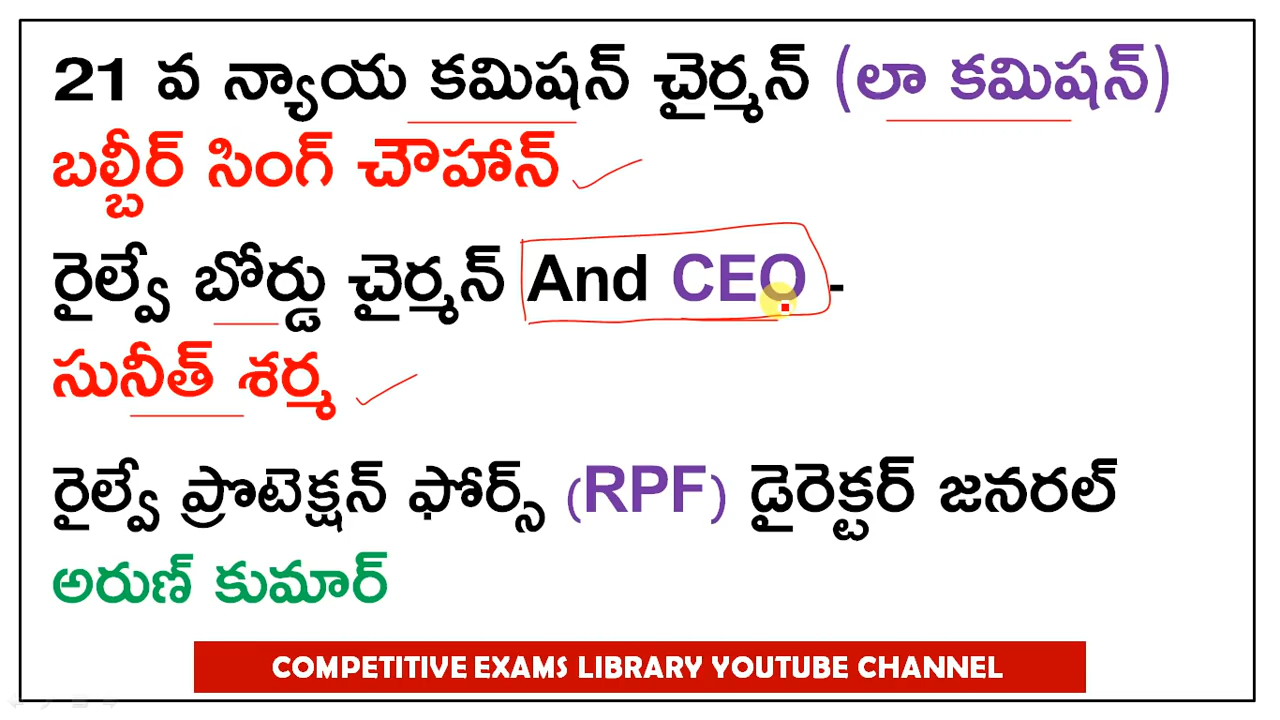 21 వ న్యాయ కమిషన్ చైర్మన్ (లా కమిషన్)
బల్బీర్ సింగ్ చౌహాన్
రైల్వే బోర్డు చైర్మన్ And CEO -
సునీత్ శర్మ
రైల్వే ప్రొటెక్షన్ ఫోర్స్ (RPF) డైరెక్టర్ జనరల్
అరుణ్ కుమార్
COMPETITIVE EXAMS LIBRARY YOUTUBE CHANNEL